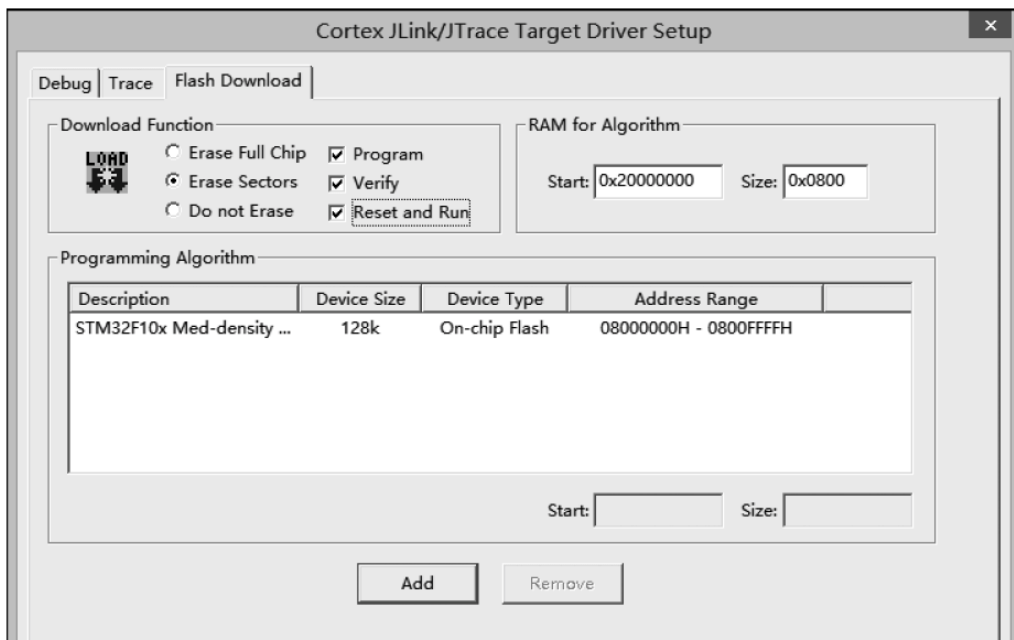 Cortex JLink/JTrace Target Driver Setup
Debug Trace Flash Download
Download Function
LOAD
Erase Full Chip Program
Erase Sectors Verify
Do not Erase Reset and Run
RAM for Algorithm
Start: 0x20000000 Size: 0x0800
Programming Algorithm
Description Device Size Device Type Address Range
STM32F10x Med-density ... 128k On-chip Flash 08000000H - 0800FFFFH
Start: Size:
Add Remove